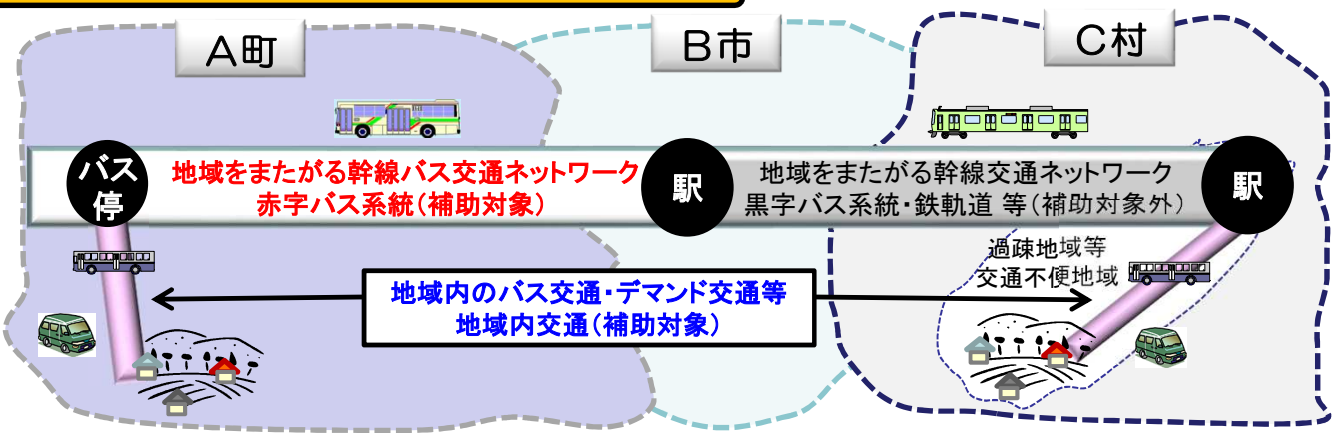 A町
B市
C村
バス
停
地域をまたがる幹線バス交通ネットワーク
赤字バス系統(補助対象)
駅
地域をまたがる幹線交通ネットワーク
黒字バス系統・鉄軌道 等(補助対象外)
駅
過疎地域等
交通不便地域
地域内のバス交通・デマンド交通等
地域内交通(補助対象)